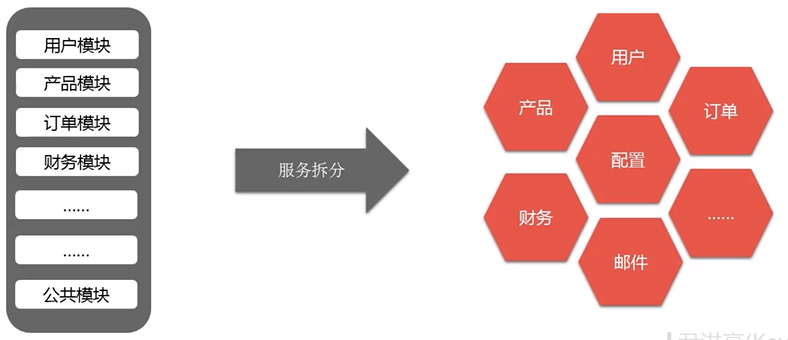 用户模块
产品模块
订单模块
财务模块
……
……
公共模块
服务拆分
用户
产品
订单
配置
财务
……
邮件